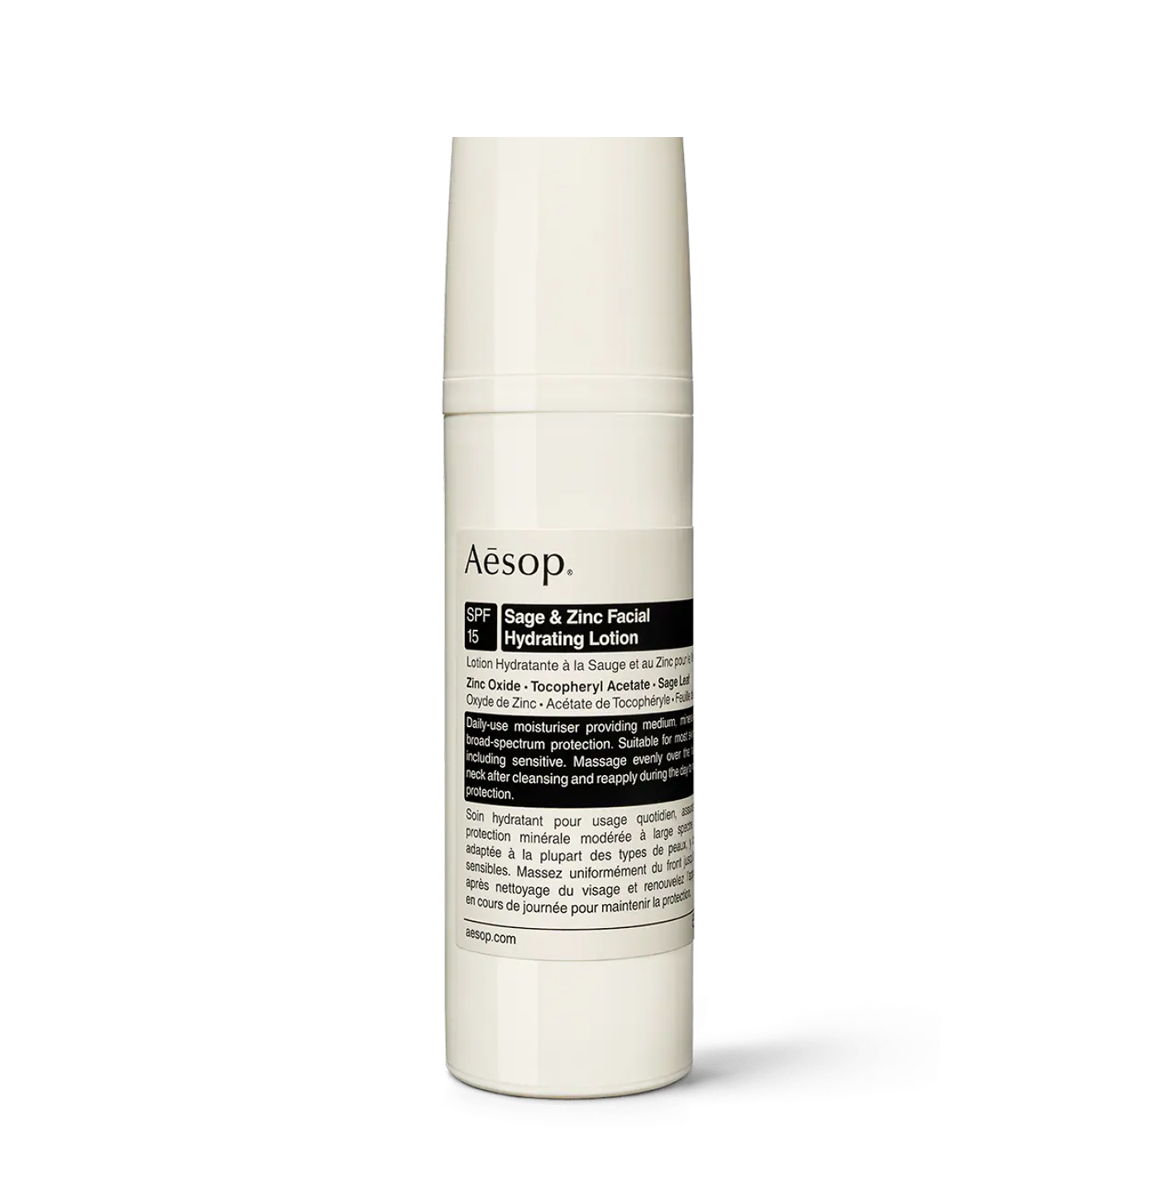 Aēsop®
SPF
15
Sage & Zinc Facial
Hydrating Lotion
Lotion Hydratante à la Sauge et au Zinc pour le
Zinc Oxide • Tocopheryl Acetate • Sage Leaf
Oxyde de Zinc • Acétate de Tocophéryle • Feuille
Daily-use moisturiser providing medium,
broad-spectrum protection. Suitable for most
including sensitive. Massage evenly over the
neck after cleansing and reapply during the day
protection.
Soin hydratant pour usage quotidien,
protection minérale modérée à large
adaptée à la plupart des types de peaux, y
sensibles. Massez uniformément du front
après nettoyage du visage et renouvelez
en cours de journée pour maintenir la protection.
aesop.com